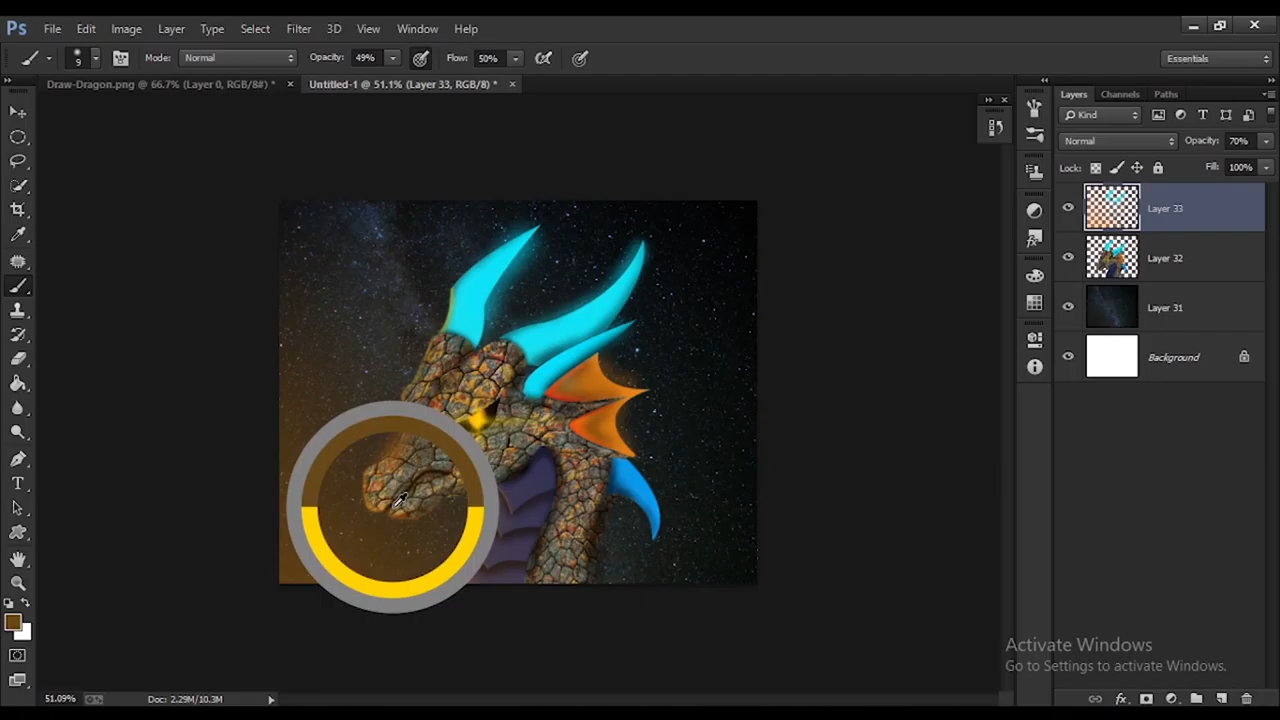 Ps File Edit Image Layer Type Select Filter 3D View Window Help
9 Mode: Normal Opacity: 49% Flow: 50% Essentials
Draw-Dragon.png @ 66.7% (Layer 0, RGB/8#) * × Untitled-1 @ 51.1% (Layer 33, RGB/8) * ×
Layers Channels Paths
Kind
Normal Opacity: 70%
Lock: Fill: 100%
Layer 33
Layer 32
Layer 31
Background
Activate Windows
Go to Settings to activate Windows.
51.09% Doc: 2.29M/10.3M